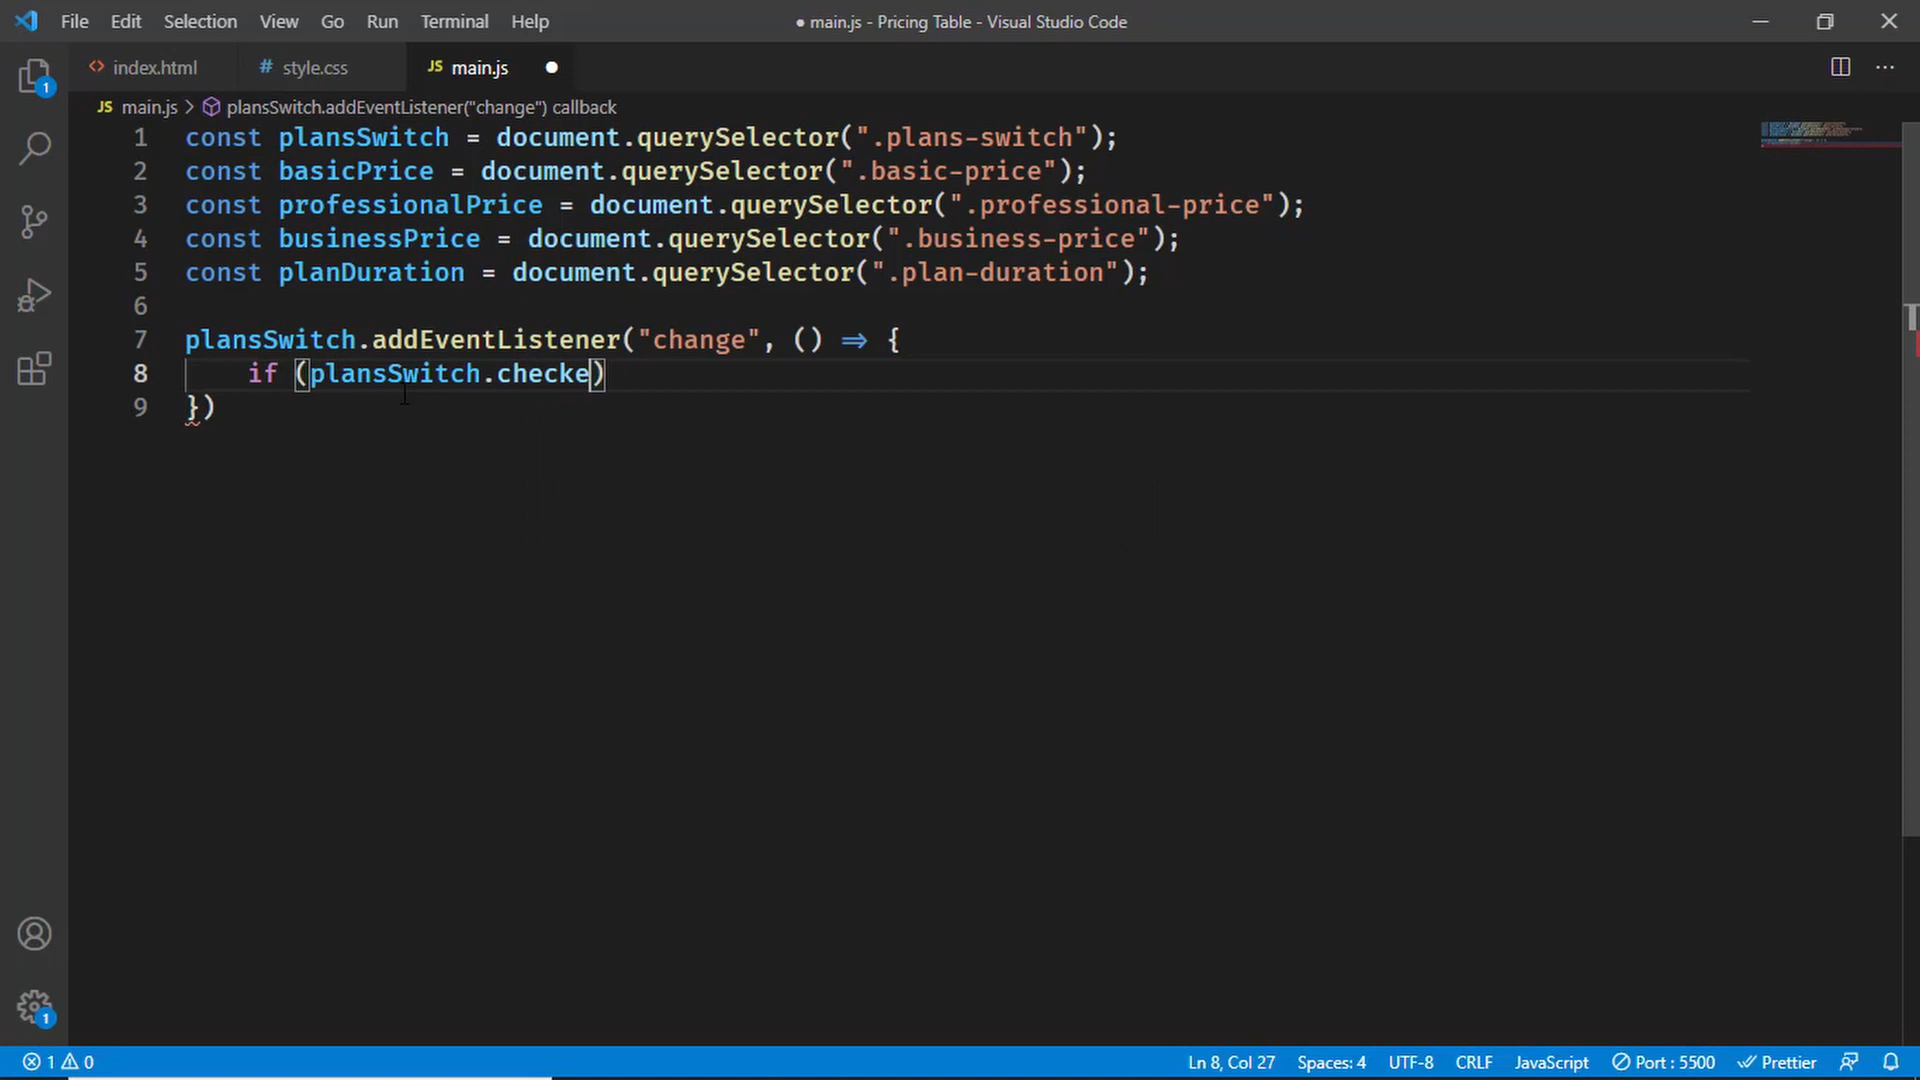 File Edit Selection View Go Run Terminal Help
● main.js - Pricing Table - Visual Studio Code
1
<> index.html # style.css JS main.js ●
JS main.js > plansSwitch.addEventListener("change") callback
1 const plansSwitch = document.querySelector(".plans-switch");
2 const basicPrice = document.querySelector(".basic-price");
3 const professionalPrice = document.querySelector(".professional-price");
4 const businessPrice = document.querySelector(".business-price");
5 const planDuration = document.querySelector(".plan-duration");
6
7 plansSwitch.addEventListener("change", () => {
8 if (plansSwitch.checke)
9 })
1
1 0 Ln 8, Col 27 Spaces: 4 UTF-8 CRLF JavaScript Port : 5500 Prettier